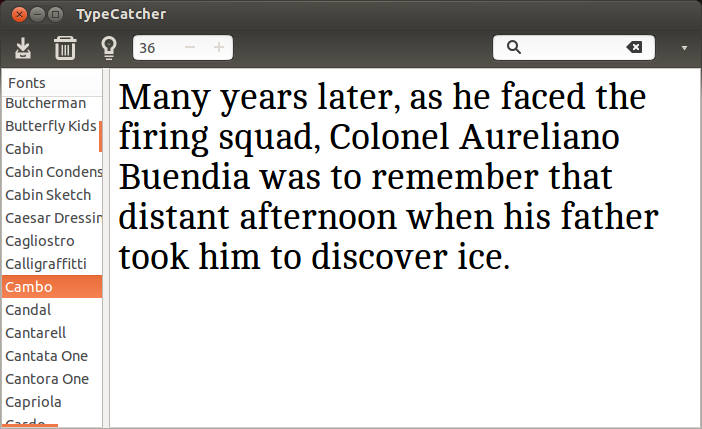 TypeCatcher
36
Fonts
Butcherman
Butterfly Kids
Cabin
Cabin Condens
Cabin Sketch
Caesar Dressin
Cagliostro
Calligraffitti
Cambo
Candal
Cantarell
Cantata One
Cantora One
Capriola
Cardo
Many years later, as he faced the
firing squad, Colonel Aureliano
Buendia was to remember that
distant afternoon when his father
took him to discover ice.